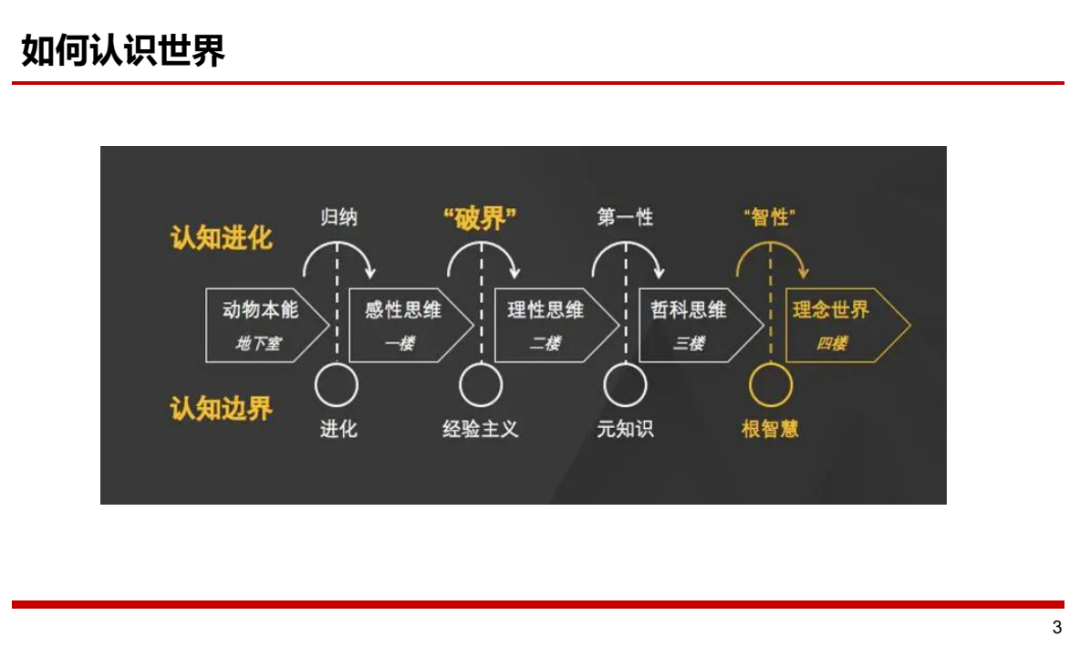 如何认识世界
归纳
“破界”
第一性
“智性”
认知进化
动物本能
感性思维
理性思维
哲科思维
理念世界
地下室
一楼
二楼
三楼
四楼
认知边界
进化
经验主义
元知识
根智慧
3